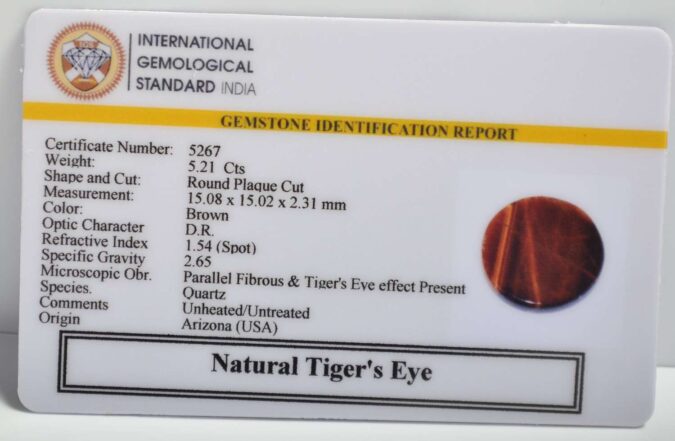 IGS
INTERNATIONAL
GEMOLOGICAL
STANDARD INDIA
GEMSTONE IDENTIFICATION REPORT
Certificate Number: 5267
Weight: 5.21 Cts
Shape and Cut: Round Plaque Cut
Measurement: 15.08 x 15.02 x 2.31 mm
Color: Brown
Optic Character D.R.
Refractive Index 1.54 (Spot)
Specific Gravity 2.65
Microscopic Obr. Parallel Fibrous & Tiger's Eye effect Present
Species. Quartz
Comments Unheated/Untreated
Origin Arizona (USA)
Natural Tiger's Eye